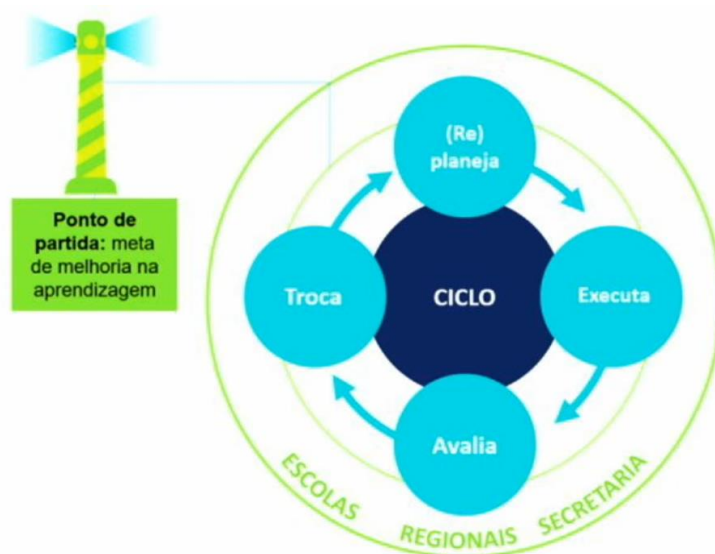 Ponto de
partida: meta
de melhoria na
aprendizagem
(Re)
planeja
Troca
CICLO
Executa
Avalia
ESCOLAS REGIONAIS SECRETARIA